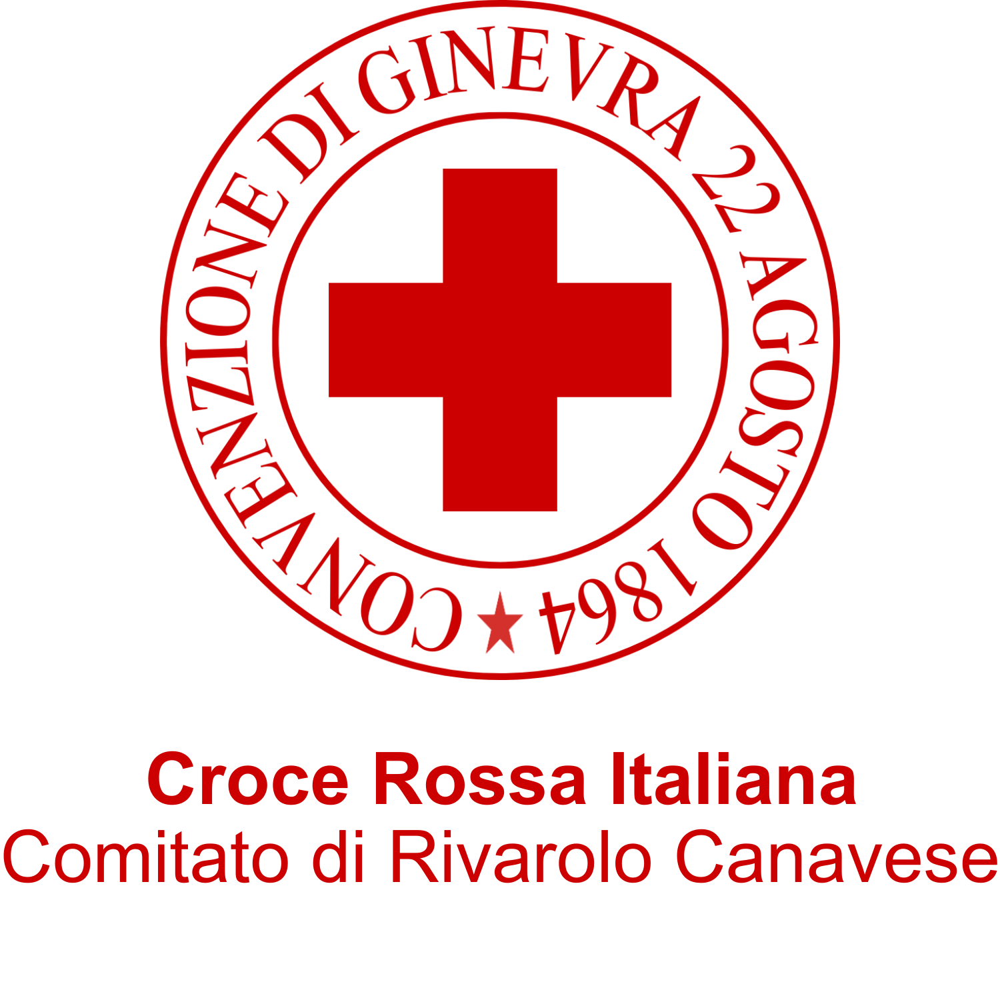 CONVENZIONE DI GINEVRA 22 AGOSTO 1864
Croce Rossa Italiana
Comitato di Rivarolo Canavese